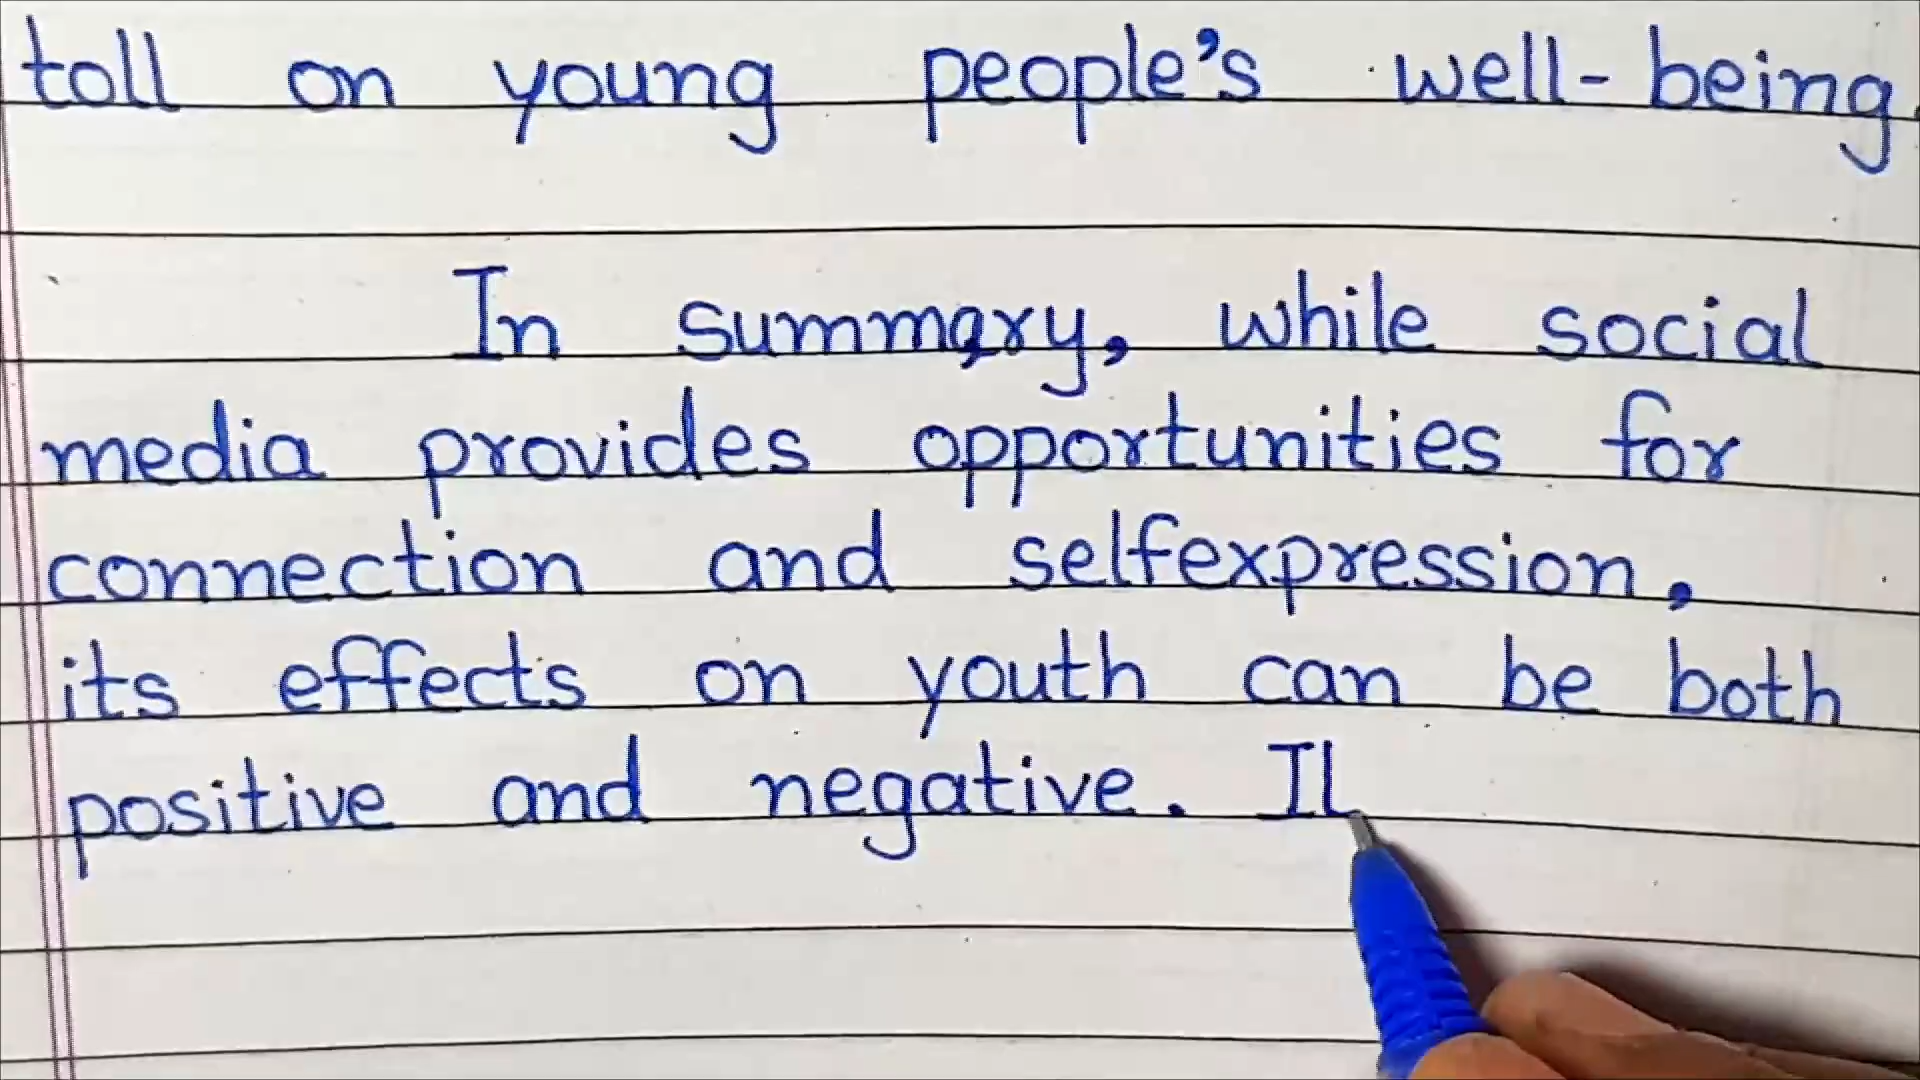 toll on young people's well-being.
In summary, while social
media provides opportunities for
connection and selfexpression,
its effects on youth can be both
positive and negative. Il